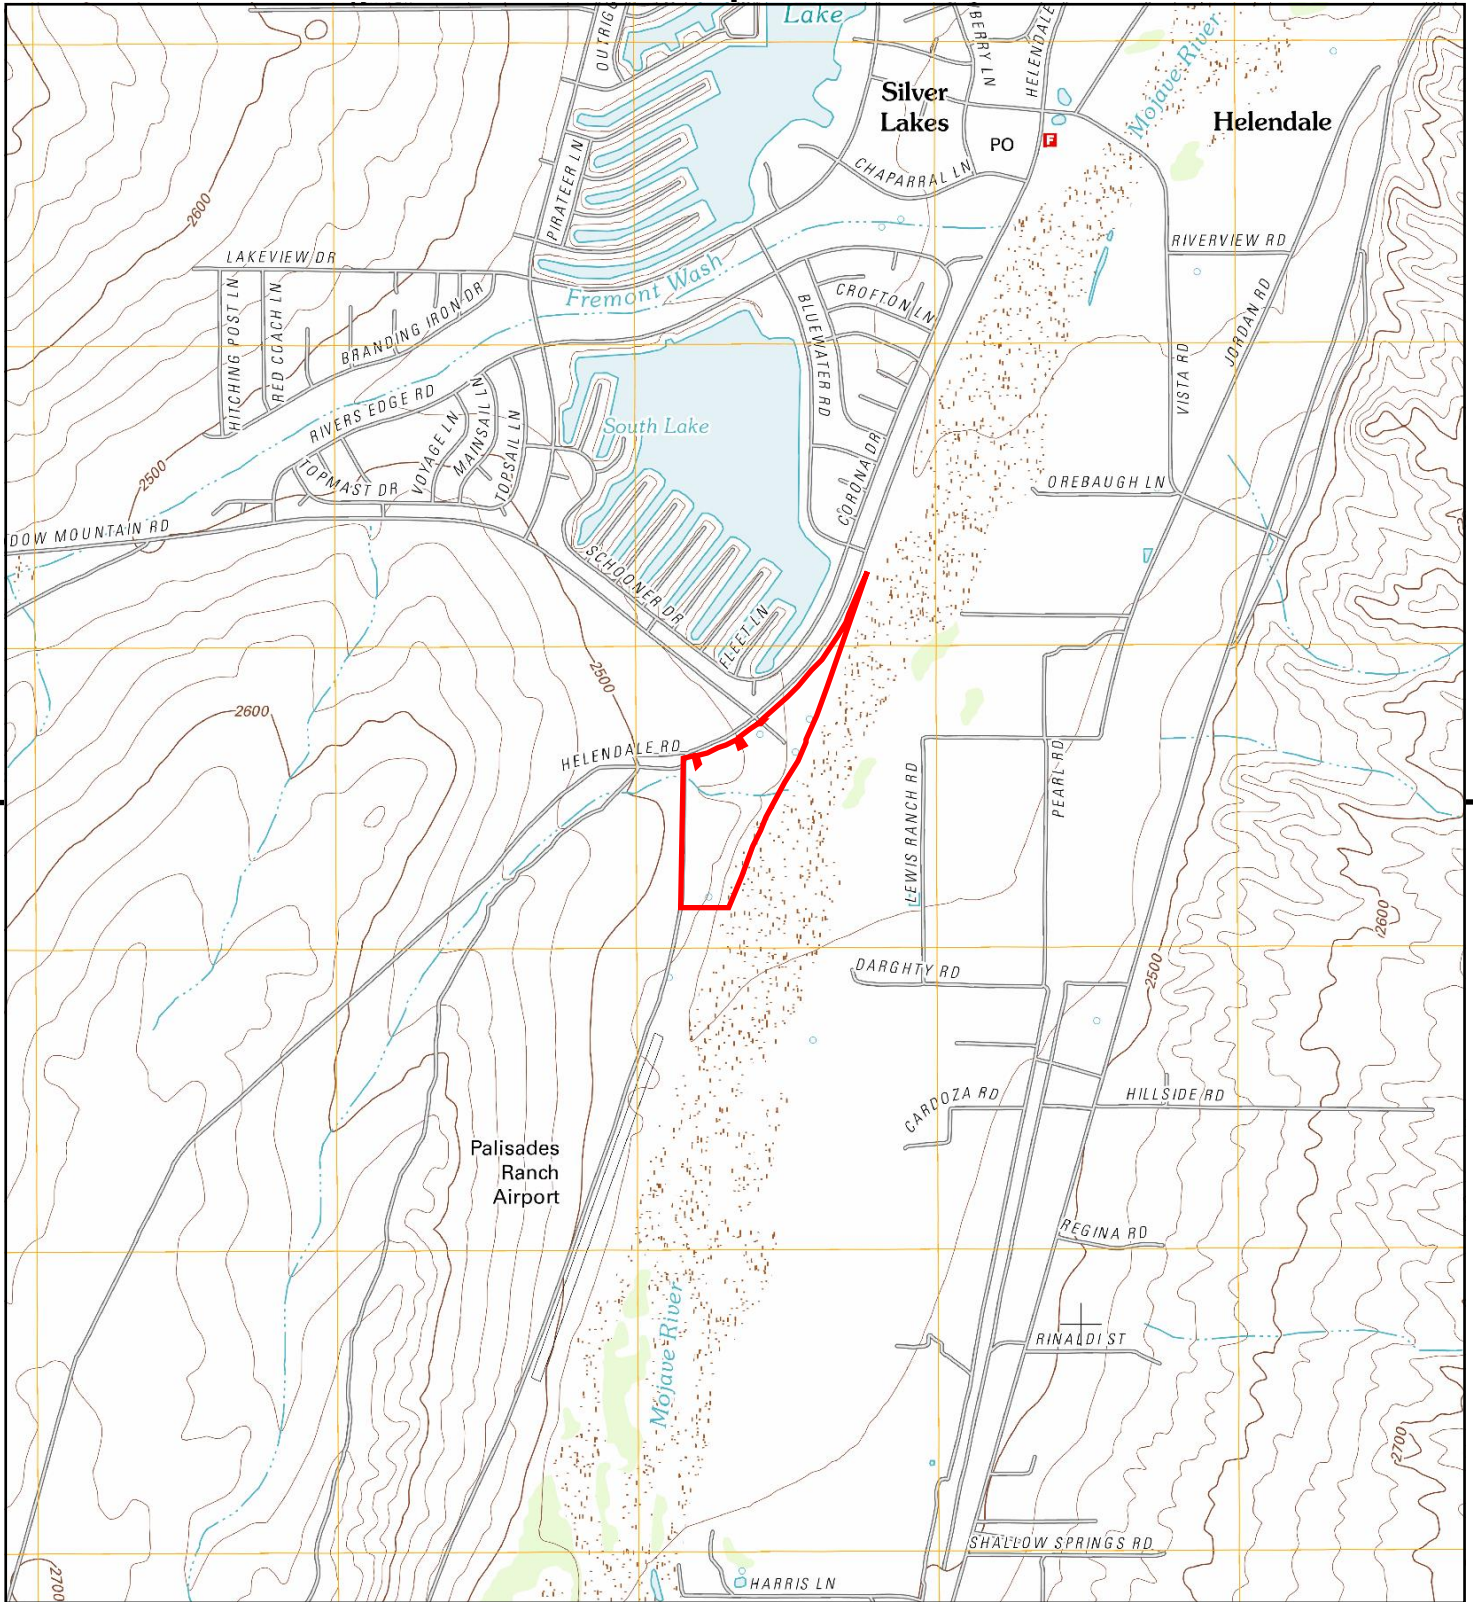 Lake
OUTRIG
BERRY LN
HELENDALE
Mojave River
Silver
Lakes
Helendale
PO
F
CHAPARRAL LN
PIRATEER LN
2600
LAKEVIEW DR
RIVERVIEW RD
Fremont Wash
HITCHING POST LN
RED COACH LN
BRANDING IRON DR
CROFTON LN
BLUEWATER RD
JORDAN RD
VISTA RD
RIVERS EDGE RD
South Lake
VOYAGE LN
MAINSAIL LN
TOPSAIL LN
TOPMAST DR
2500
CORONA DR
OREBAUGH LN
DOW MOUNTAIN RD
SCHOONER DR
FLEET LN
2500
2600
HELENDALE RD
LEWIS RANCH RD
PEARL RD
2600
DARGHTY RD
2500
CARDOZA RD
HILLSIDE RD
Palisades
Ranch
Airport
REGINA RD
Mojave River
RINALDI ST
2700
SHALLOW SPRINGS RD
2700
HARRIS LN